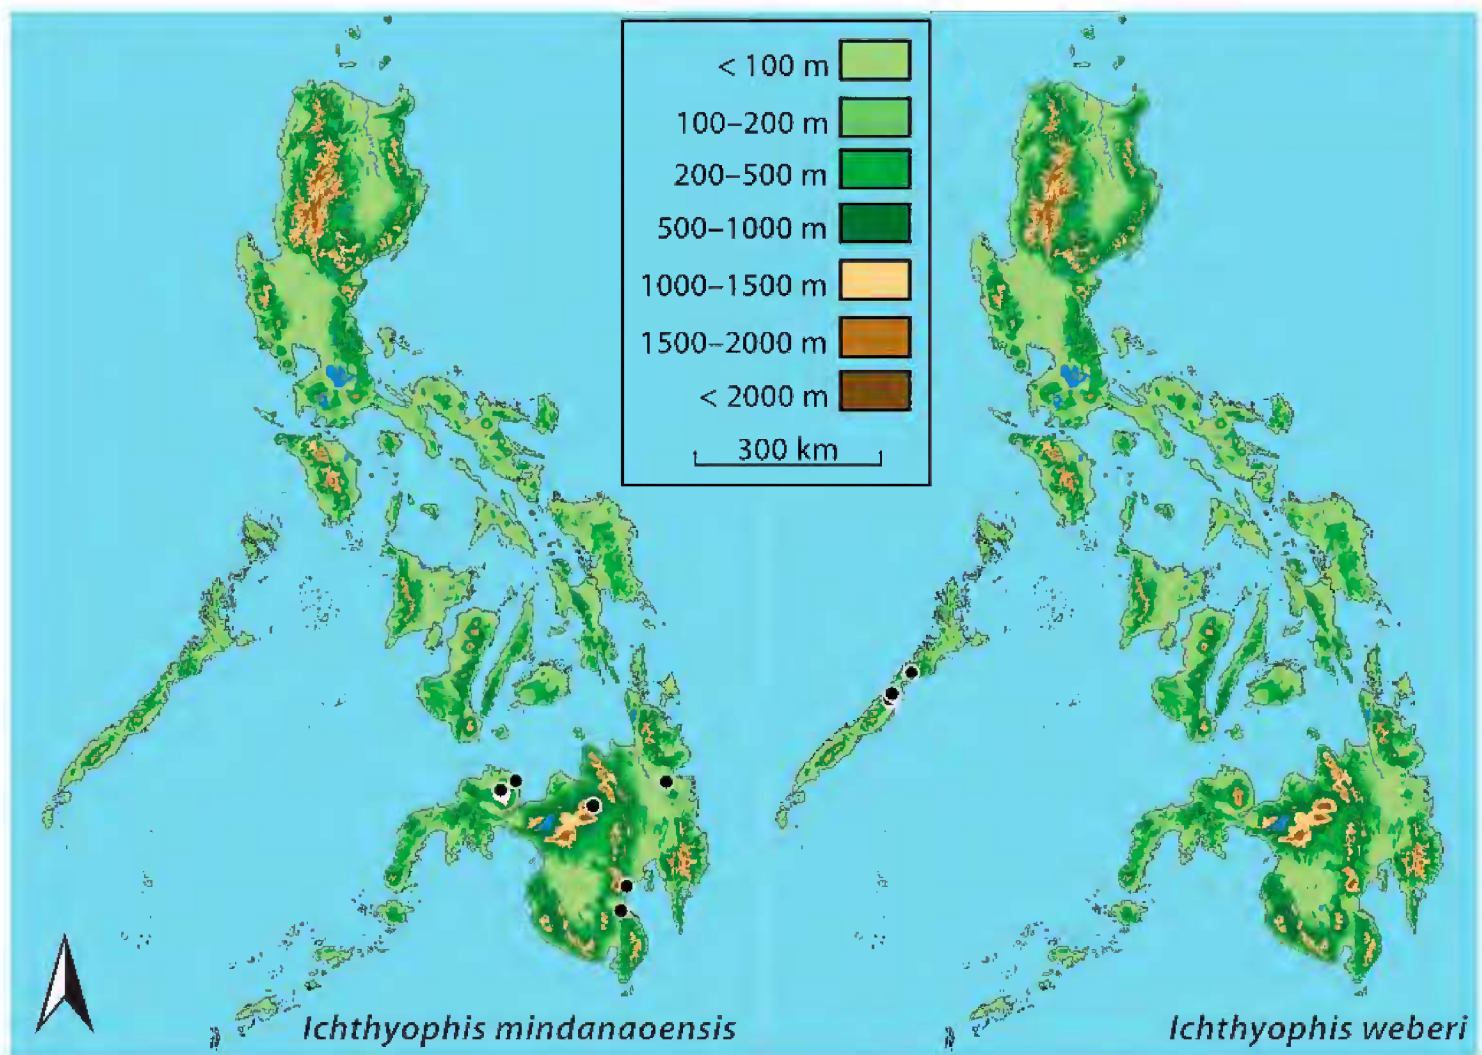 < 100 m
100–200 m
200–500 m
500–1000 m
1000–1500 m
1500–2000 m
< 2000 m
300 km
Ichthyophis mindanaoensis
Ichthyophis weberi